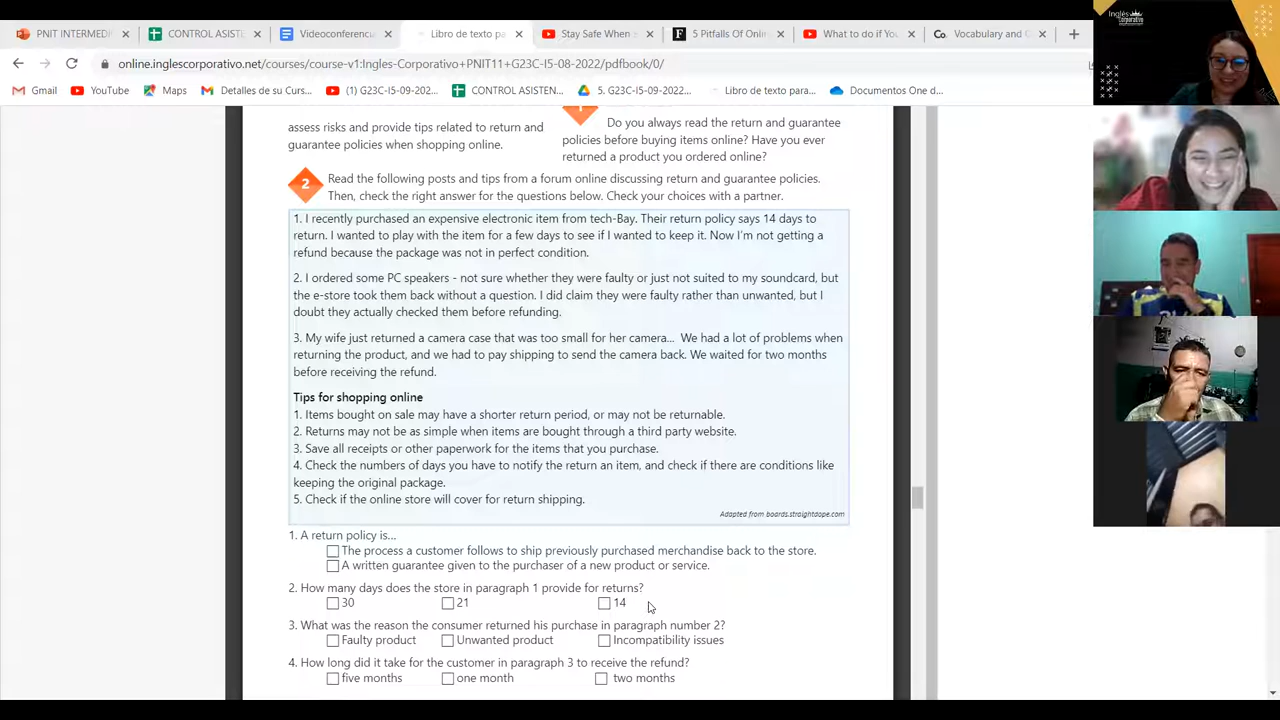 PNIT INTERMED
CONTROL ASISTE
Videoconferenci
Libro de texto pa
Stay Safe When
5 Pitfalls Of Onlin
What to do if You
Vocabulary and G
online.inglescorporativo.net/courses/course-v1:Ingles-Corporativo+PNIT11+G23C-I5-08-2022/pdfbook/0/
Gmail
YouTube
Maps
Detalles de su Curs...
(1) G23C-I5-09-202...
CONTROL ASISTEN...
5. G23C-I5-09-2022...
Libro de texto para...
Documentos One d...
Inglés
Corporativo
assess risks and provide tips related to return and
guarantee policies when shopping online.
1
Do you always read the return and guarantee
policies before buying items online? Have you ever
returned a product you ordered online?
2
Read the following posts and tips from a forum online discussing return and guarantee policies.
Then, check the right answer for the questions below. Check your choices with a partner.
1. I recently purchased an expensive electronic item from tech-Bay. Their return policy says 14 days to
return. I wanted to play with the item for a few days to see if I wanted to keep it. Now I'm not getting a
refund because the package was not in perfect condition.
2. I ordered some PC speakers - not sure whether they were faulty or just not suited to my soundcard, but
the e-store took them back without a question. I did claim they were faulty rather than unwanted, but I
doubt they actually checked them before refunding.
3. My wife just returned a camera case that was too small for her camera... We had a lot of problems when
returning the product, and we had to pay shipping to send the camera back. We waited for two months
before receiving the refund.
Tips for shopping online
1. Items bought on sale may have a shorter return period, or may not be returnable.
2. Returns may not be as simple when items are bought through a third party website.
3. Save all receipts or other paperwork for the items that you purchase.
4. Check the numbers of days you have to notify the return an item, and check if there are conditions like
keeping the original package.
5. Check if the online store will cover for return shipping.
Adapted from boards.straightdope.com
1. A return policy is...
The process a customer follows to ship previously purchased merchandise back to the store.
A written guarantee given to the purchaser of a new product or service.
2. How many days does the store in paragraph 1 provide for returns?
30 21 14
3. What was the reason the consumer returned his purchase in paragraph number 2?
Faulty product Unwanted product Incompatibility issues
4. How long did it take for the customer in paragraph 3 to receive the refund?
five months one month two months